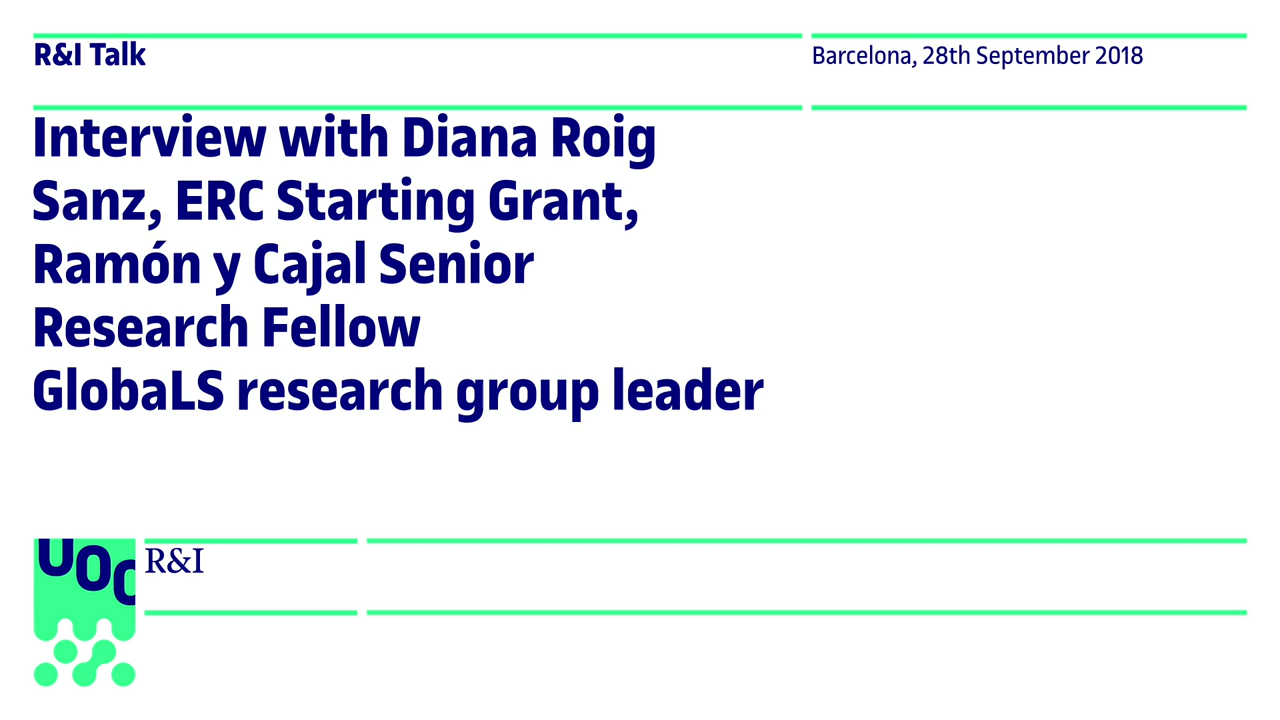 R&I Talk
Barcelona, 28th September 2018
Interview with Diana Roig
Sanz, ERC Starting Grant,
Ramón y Cajal Senior
Research Fellow
GlobaLS research group leader
UOC
R&I